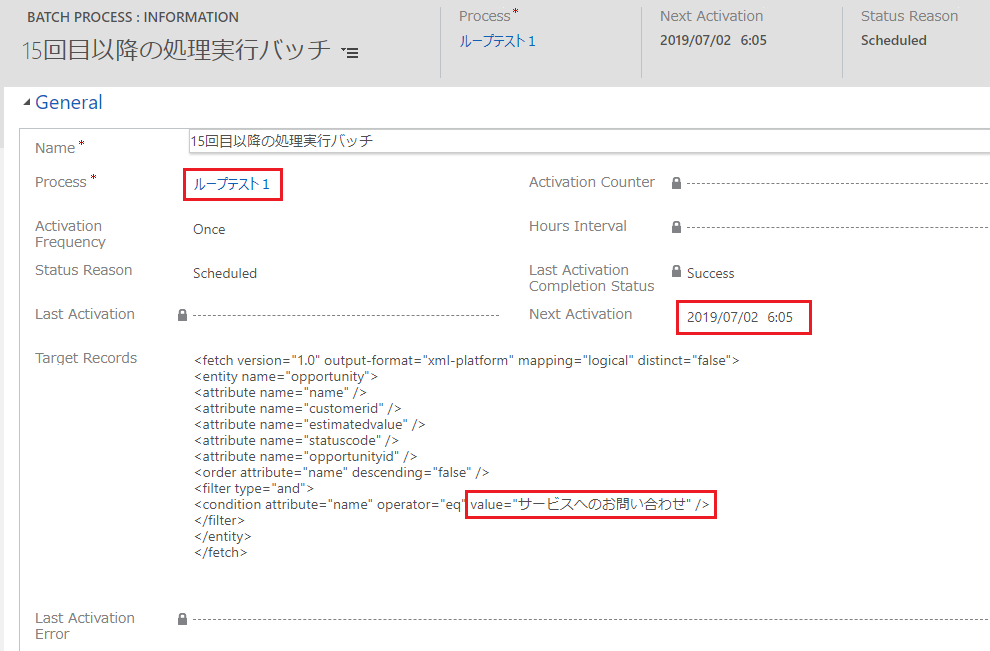 BATCH PROCESS : INFORMATION
15回目以降の処理実行バッチ
Process*
ループテスト1
Next Activation
2019/07/02 6:05
Status Reason
Scheduled
General
Name*
15回目以降の処理実行バッチ
Process*
ループテスト1
Activation Counter
Activation Frequency
Once
Hours Interval
Status Reason
Scheduled
Last Activation Completion Status
Success
Last Activation
Next Activation
2019/07/02 6:05
Target Records
<fetch version="1.0" output-format="xml-platform" mapping="logical" distinct="false">
<entity name="opportunity">
<attribute name="name" />
<attribute name="customerid" />
<attribute name="estimatedvalue" />
<attribute name="statuscode" />
<attribute name="opportunityid" />
<order attribute="name" descending="false" />
<filter type="and">
<condition attribute="name" operator="eq" value="サービスへのお問い合わせ" />
</filter>
</entity>
</fetch>
Last Activation Error